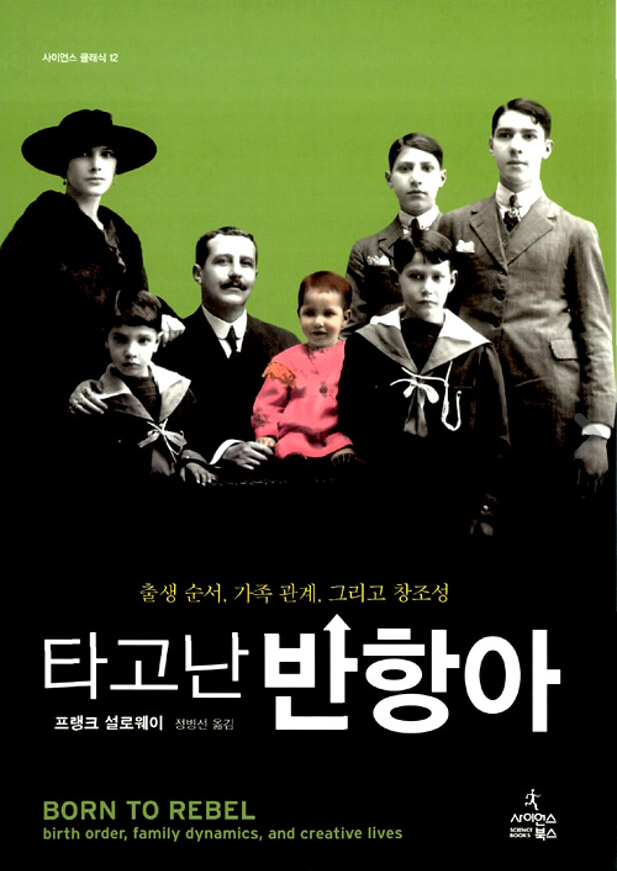 사이언스 클래식 12
출생 순서, 가족 관계, 그리고 창조성
타고난 반항아
프랭크 설로웨이 정병선 옮김
BORN TO REBEL
birth order, family dynamics, and creative lives
사이언스
SCIENCE
BOOKS
북스